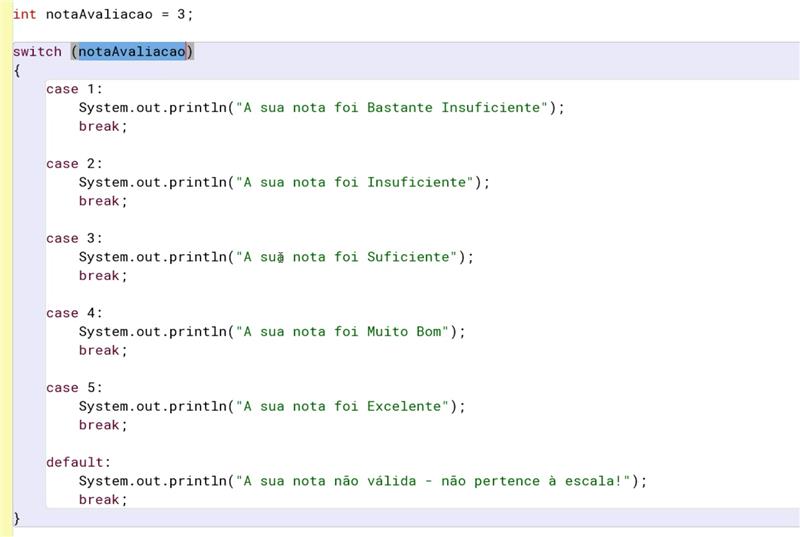 int notaAvaliacao = 3;
switch (notaAvaliacao)
{
case 1:
System.out.println("A sua nota foi Bastante Insuficiente");
break;
case 2:
System.out.println("A sua nota foi Insuficiente");
break;
case 3:
System.out.println("A sua nota foi Suficiente");
break;
case 4:
System.out.println("A sua nota foi Muito Bom");
break;
case 5:
System.out.println("A sua nota foi Excelente");
break;
default:
System.out.println("A sua nota não válida - não pertence à escala!");
break;
}